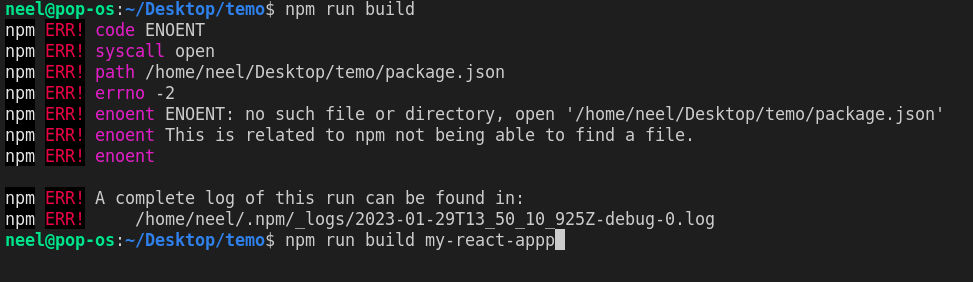 neel@pop-os:~/Desktop/temo$ npm run build
npm ERR! code ENOENT
npm ERR! syscall open
npm ERR! path /home/neel/Desktop/temo/package.json
npm ERR! errno -2
npm ERR! enoent ENOENT: no such file or directory, open '/home/neel/Desktop/temo/package.json'
npm ERR! enoent This is related to npm not being able to find a file.
npm ERR! enoent
npm ERR! A complete log of this run can be found in:
npm ERR!     /home/neel/.npm/_logs/2023-01-29T13_50_10_925Z-debug-0.log
neel@pop-os:~/Desktop/temo$ npm run build my-react-appp